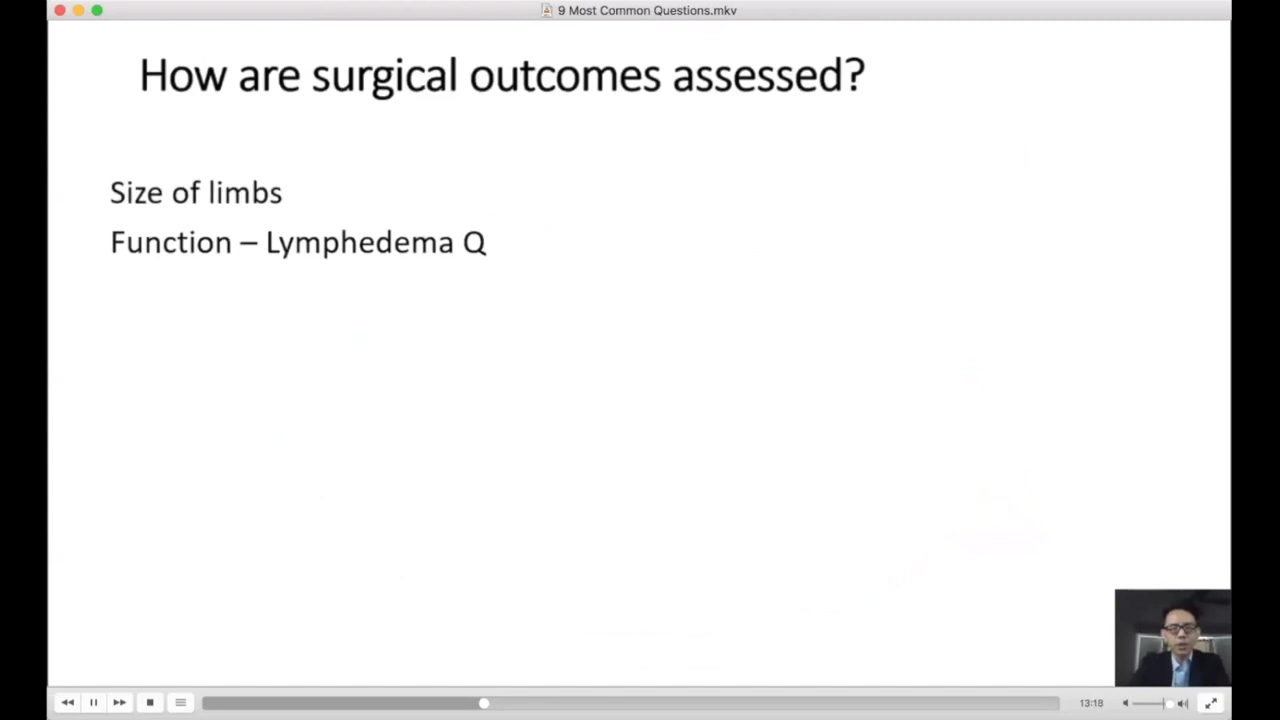 9 Most Common Questions.mkv
How are surgical outcomes assessed?
Size of limbs
Function – Lymphedema Q
13:18